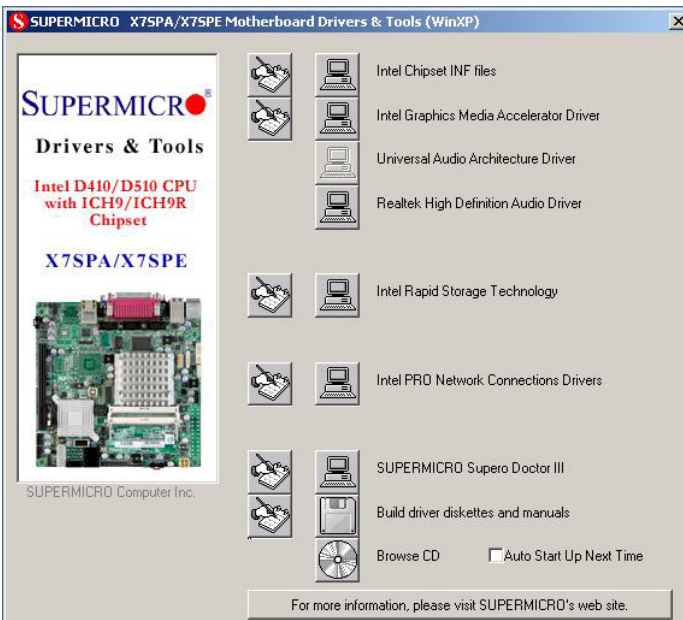 SUPERMICRO X7SPA/X7SPE Motherboard Drivers & Tools (WinXP)
SUPERMICRO®
Drivers & Tools
Intel D410/D510 CPU
with ICH9/ICH9R
Chipset
X7SPA/X7SPE
SUPERMICRO Computer Inc.
Intel Chipset INF files
Intel Graphics Media Accelerator Driver
Universal Audio Architecture Driver
Realtek High Definition Audio Driver
Intel Rapid Storage Technology
Intel PRO Network Connections Drivers
SUPERMICRO Supero Doctor III
Build driver diskettes and manuals
Browse CD
Auto Start Up Next Time
For more information, please visit SUPERMICRO's web site.